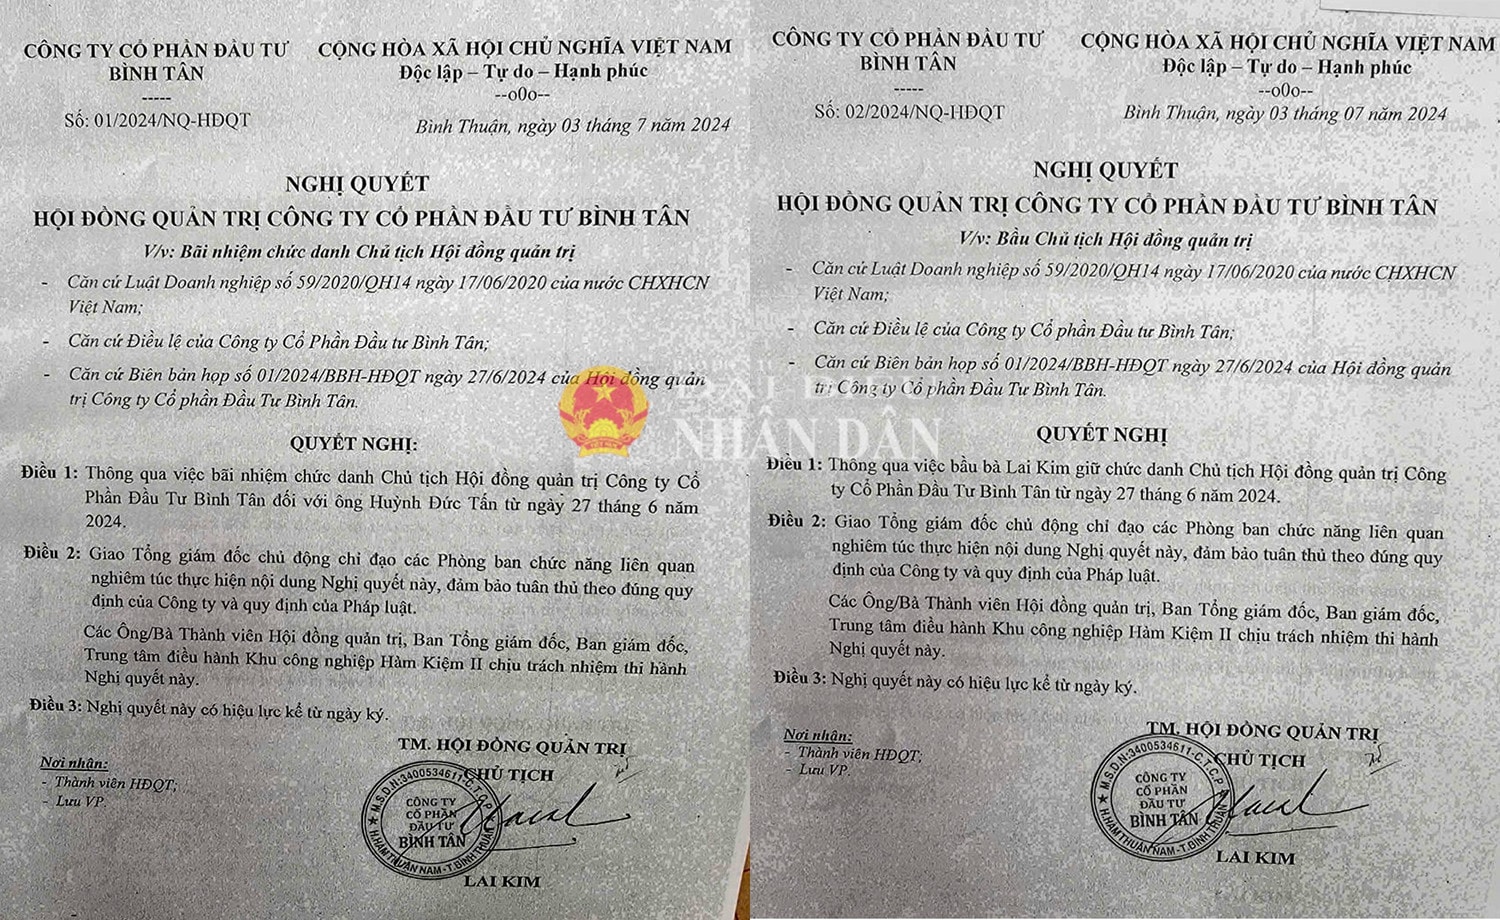 CÔNG TY CỔ PHẦN ĐẦU TƯ
BÌNH TÂN
-----
Số: 01/2024/NQ-HĐQT
CỘNG HÒA XÃ HỘI CHỦ NGHĨA VIỆT NAM
Độc lập – Tự do – Hạnh phúc
--o0o--
Bình Thuận, ngày 03 tháng 7 năm 2024
NGHỊ QUYẾT
HỘI ĐỒNG QUẢN TRỊ CÔNG TY CỔ PHẦN ĐẦU TƯ BÌNH TÂN
V/v: Bãi nhiệm chức danh Chủ tịch Hội đồng quản trị
- Căn cứ Luật Doanh nghiệp số 59/2020/QH14 ngày 17/06/2020 của nước CHXHCN
Việt Nam;
- Căn cứ Điều lệ của Công ty Cổ Phần Đầu tư Bình Tân;
- Căn cứ Biên bản họp số 01/2024/BBH-HĐQT ngày 27/6/2024 của Hội đồng quản
trị Công ty Cổ phần Đầu Tư Bình Tân.
QUYẾT NGHỊ:
Điều 1: Thông qua việc bãi nhiệm chức danh Chủ tịch Hội đồng quản trị Công ty Cổ
Phần Đầu Tư Bình Tân đối với ông Huỳnh Đức Tấn từ ngày 27 tháng 6 năm
2024.
Điều 2: Giao Tổng giám đốc chủ động chỉ đạo các Phòng ban chức năng liên quan
nghiêm túc thực hiện nội dung Nghị quyết này, đảm bảo tuân thủ theo đúng quy
định của Công ty và quy định của Pháp luật.
Các Ông/Bà Thành viên Hội đồng quản trị, Ban Tổng giám đốc, Ban giám đốc,
Trung tâm điều hành Khu công nghiệp Hàm Kiệm II chịu trách nhiệm thi hành
Nghị quyết này.
Điều 3: Nghị quyết này có hiệu lực kể từ ngày ký.
Nơi nhận:
- Thành viên HĐQT;
- Lưu VP.
TM. HỘI ĐỒNG QUẢN TRỊ
CHỦ TỊCH
M.S.D.N:3400534611-C.T.C.P
CÔNG TY
CỔ PHẦN
ĐẦU TƯ
BÌNH TÂN
H.HÀM THUẬN NAM-T.BÌNH THUẬN
LAI KIM
CÔNG TY CỔ PHẦN ĐẦU TƯ
BÌNH TÂN
-----
Số: 02/2024/NQ-HĐQT
CỘNG HÒA XÃ HỘI CHỦ NGHĨA VIỆT NAM
Độc lập – Tự do – Hạnh phúc
--o0o--
Bình Thuận, ngày 03 tháng 07 năm 2024
NGHỊ QUYẾT
HỘI ĐỒNG QUẢN TRỊ CÔNG TY CỔ PHẦN ĐẦU TƯ BÌNH TÂN
V/v: Bầu Chủ tịch Hội đồng quản trị
- Căn cứ Luật Doanh nghiệp số 59/2020/QH14 ngày 17/06/2020 của nước CHXHCN
Việt Nam;
- Căn cứ Điều lệ của Công ty Cổ phần Đầu tư Bình Tân;
- Căn cứ Biên bản họp số 01/2024/BBH-HĐQT ngày 27/6/2024 của Hội đồng quản
trị Công ty Cổ phần Đầu Tư Bình Tân.
QUYẾT NGHỊ
Điều 1: Thông qua việc bầu bà Lai Kim giữ chức danh Chủ tịch Hội đồng quản trị Công
ty Cổ Phần Đầu Tư Bình Tân từ ngày 27 tháng 6 năm 2024.
Điều 2: Giao Tổng giám đốc chủ động chỉ đạo các Phòng ban chức năng liên quan
nghiêm túc thực hiện nội dung Nghị quyết này, đảm bảo tuân thủ theo đúng quy
định của Công ty và quy định của Pháp luật.
Các Ông/Bà Thành viên Hội đồng quản trị, Ban Tổng giám đốc, Ban giám đốc,
Trung tâm điều hành Khu công nghiệp Hàm Kiệm II chịu trách nhiệm thi hành
Nghị quyết này.
Điều 3: Nghị quyết này có hiệu lực kể từ ngày ký.
Nơi nhận:
- Thành viên HĐQT;
- Lưu VP.
TM. HỘI ĐỒNG QUẢN TRỊ
CHỦ TỊCH
M.S.D.N:3400534611-C.T.C.P
CÔNG TY
CỔ PHẦN
ĐẦU TƯ
BÌNH TÂN
H.HÀM THUẬN NAM-T.BÌNH THUẬN
LAI KIM
NHÂN DÂN